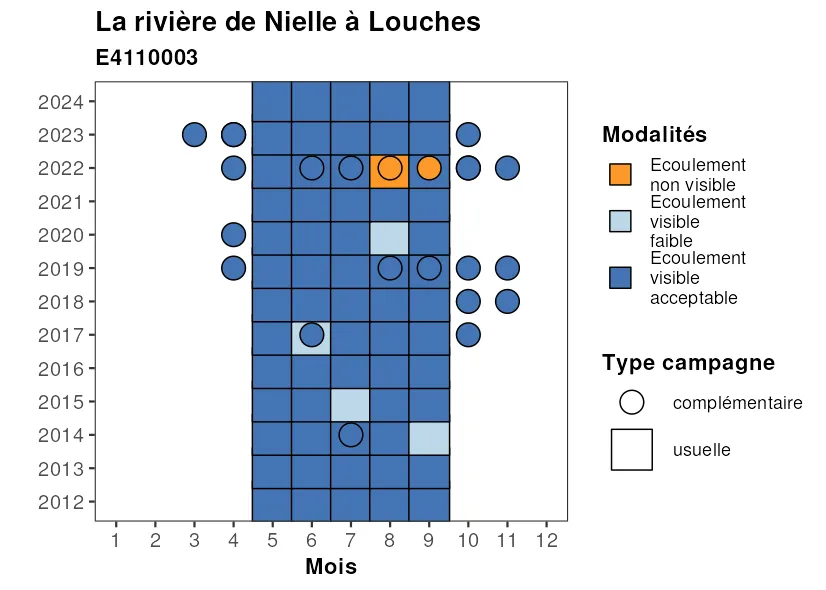 La rivière de Nielle à Louches
E4110003
2024
2023
2022
2021
2020
2019
2018
2017
2016
2015
2014
2013
2012
1 2 3 4 5 6 7 8 9 10 11 12
Mois
Modalités
Ecoulement
non visible
Ecoulement
visible
faible
Ecoulement
visible
acceptable
Type campagne
complémentaire
usuelle